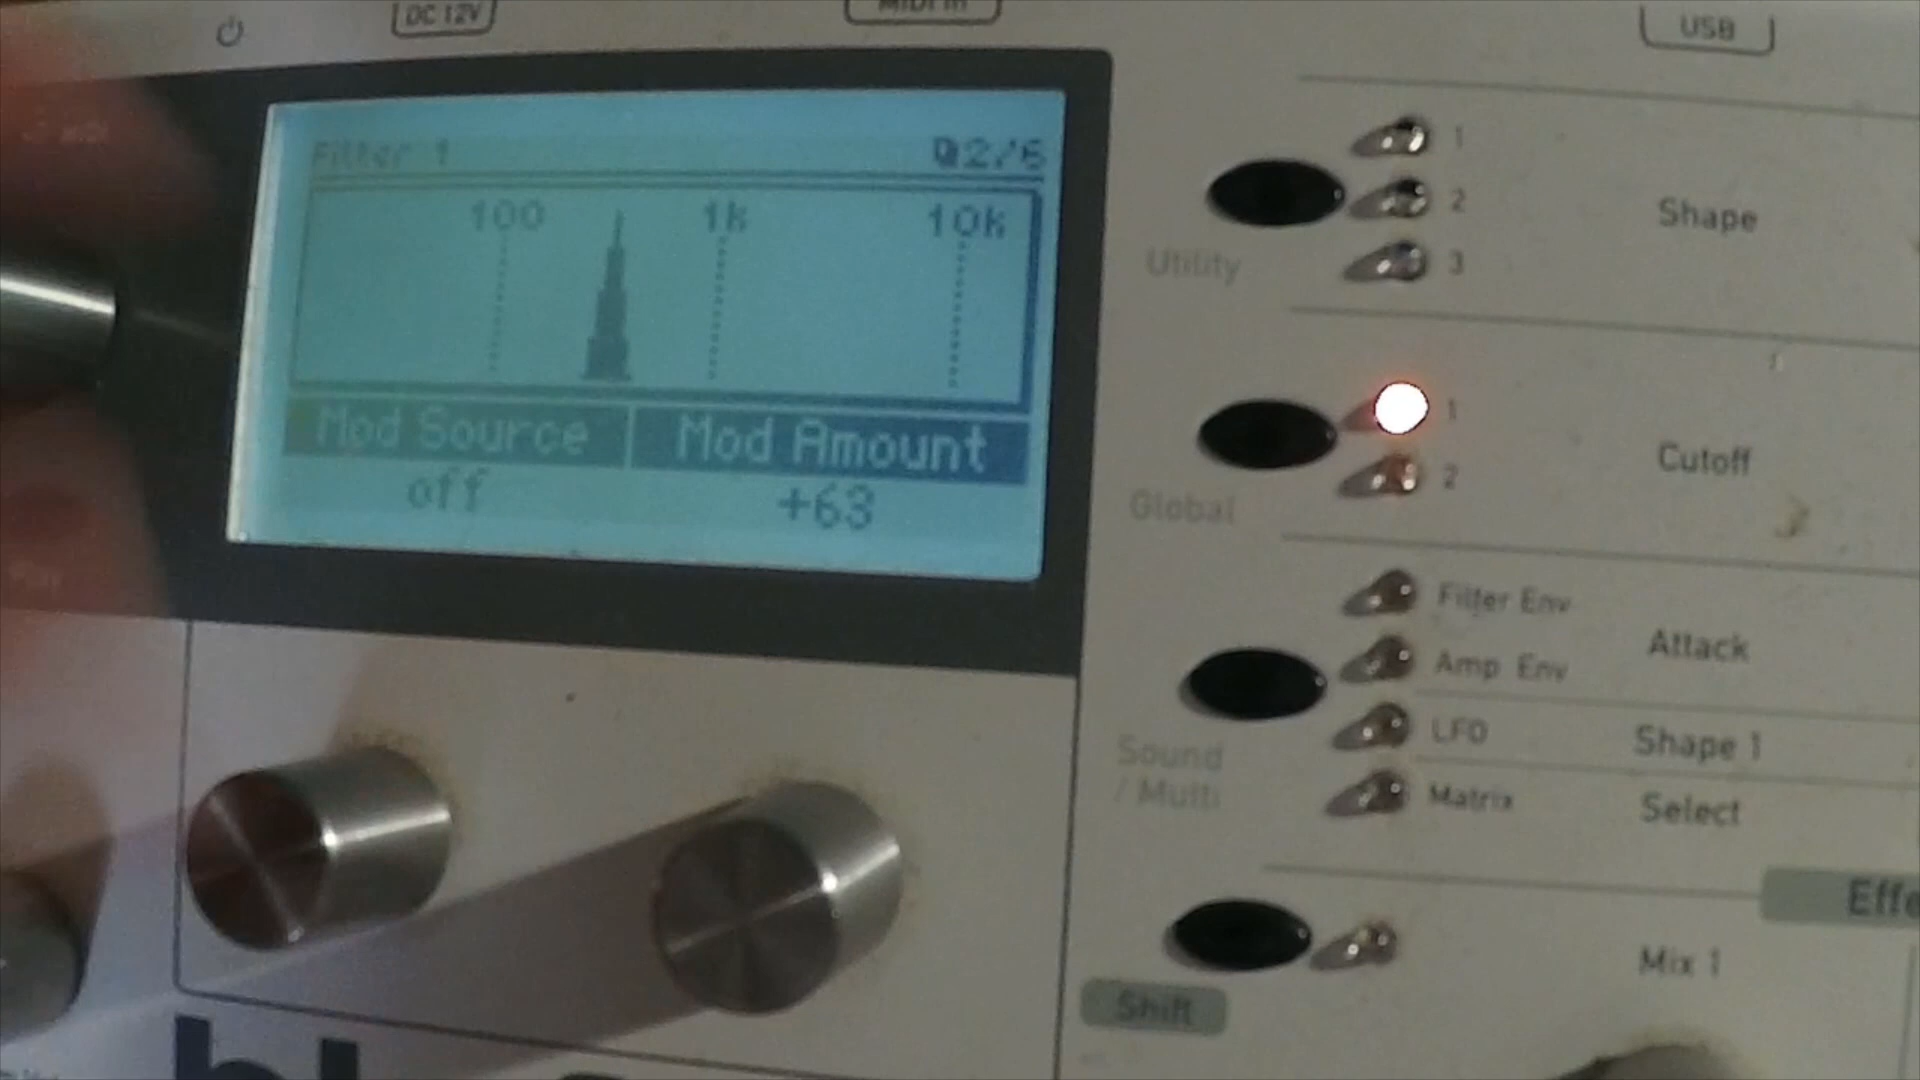 DC 12V
MIDI In
USB
Filter 1 2/6
100 1k 10k
Mod Source Mod Amount
off +63
1
2
3
Shape
Utility
1
2
Cutoff
Global
Filter Env
Amp Env
Attack
LFO
Shape 1
Matrix
Select
Sound
/ Multi
Mix 1
Shift